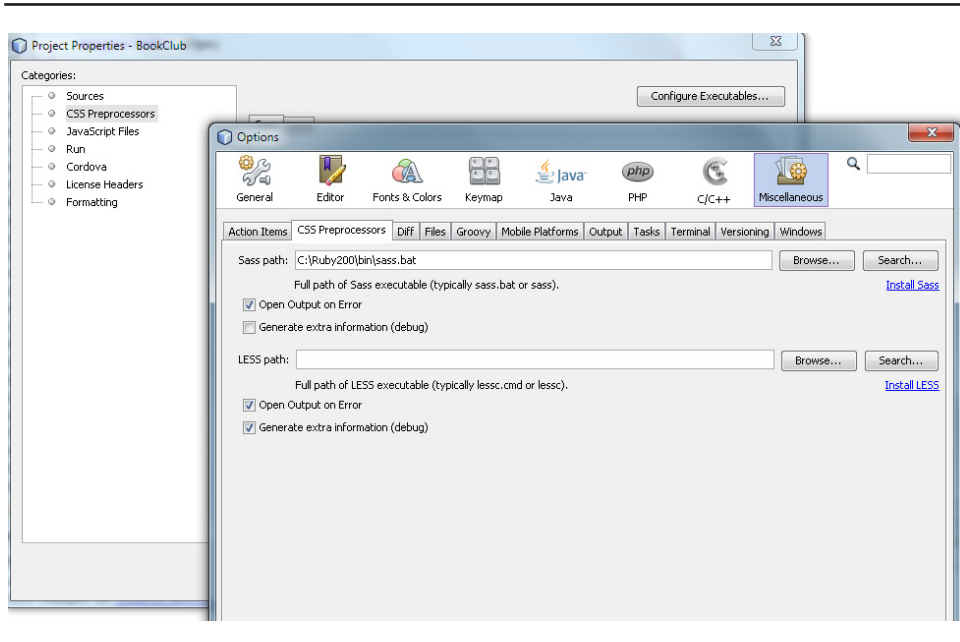 Project Properties - BookClub
Categories:
Sources
CSS Preprocessors
JavaScript Files
Run
Cordova
License Headers
Formatting
Configure Executables...
Options
General
Editor
Fonts & Colors
Keymap
Java
Java
php
PHP
C/C++
Miscellaneous
Action Items CSS Preprocessors Diff Files Groovy Mobile Platforms Output Tasks Terminal Versioning Windows
Sass path: C:\Ruby200\bin\sass.bat Browse... Search...
Full path of Sass executable (typically sass.bat or sass). Install Sass
Open Output on Error
Generate extra information (debug)
LESS path: Browse... Search...
Full path of LESS executable (typically lessc.cmd or lessc). Install LESS
Open Output on Error
Generate extra information (debug)